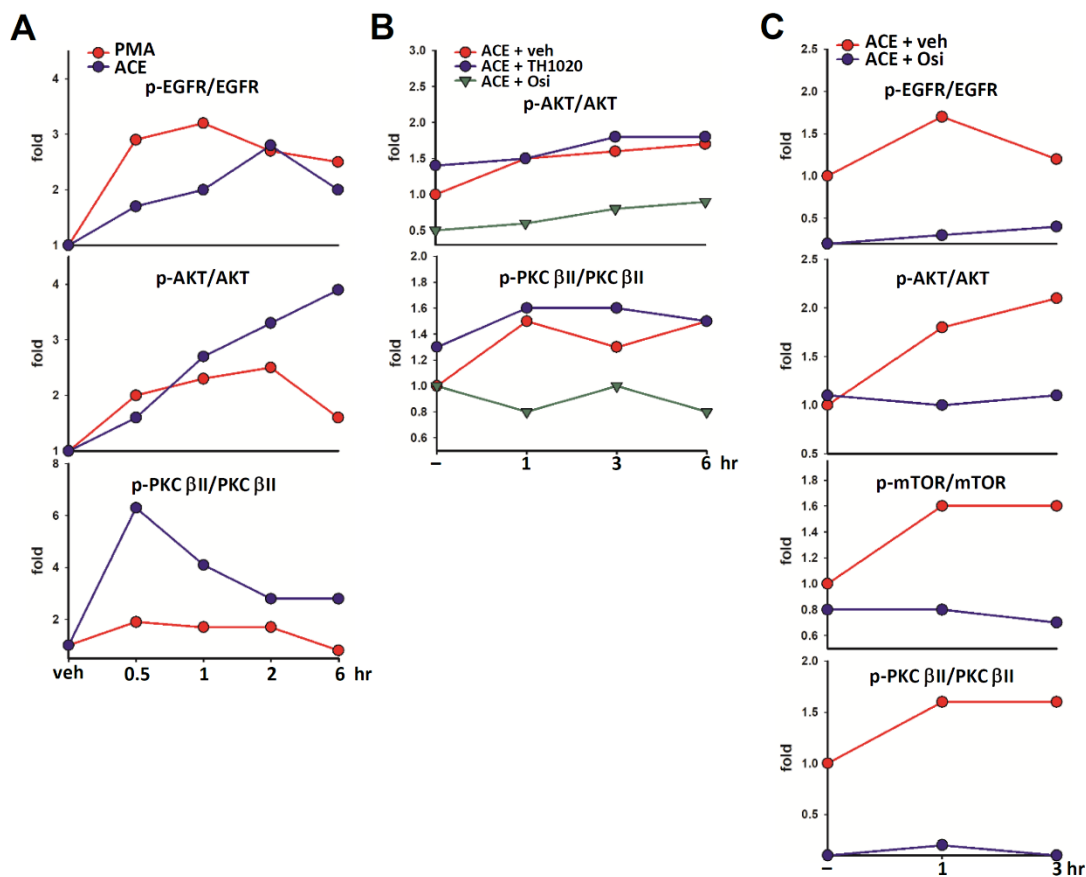 A
PMA
ACE
p-EGFR/EGFR
4
3
2
1
fold
p-AKT/AKT
4
3
2
1
fold
p-PKC βII/PKC βII
8
6
4
2
fold
veh 0.5 1 2 6 hr
B
ACE + veh
ACE + TH1020
ACE + Osi
p-AKT/AKT
3.0
2.5
2.0
1.5
1.0
0.5
fold
p-PKC βII/PKC βII
2.0
1.8
1.6
1.4
1.2
1.0
0.8
0.6
fold
– 1 3 6 hr
C
ACE + veh
ACE + Osi
p-EGFR/EGFR
2.5
2.0
1.5
1.0
0.5
fold
p-AKT/AKT
2.5
2.0
1.5
1.0
0.5
fold
p-mTOR/mTOR
1.8
1.6
1.4
1.2
1.0
0.8
0.6
fold
p-PKC βII/PKC βII
2.0
1.5
1.0
0.5
fold
– 1 3 hr